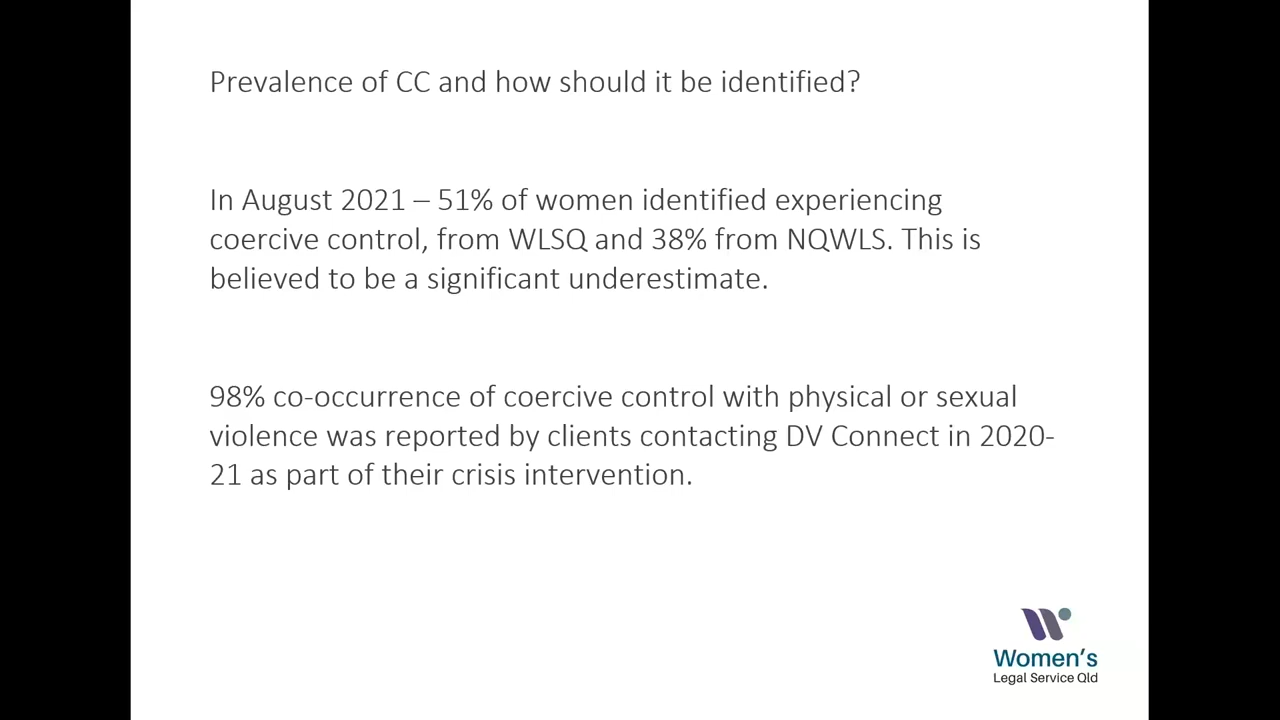 Prevalence of CC and how should it be identified?
In August 2021 – 51% of women identified experiencing
coercive control, from WLSQ and 38% from NQWLS. This is
believed to be a significant underestimate.
98% co-occurrence of coercive control with physical or sexual
violence was reported by clients contacting DV Connect in 2020-
21 as part of their crisis intervention.
Women's
Legal Service Qld